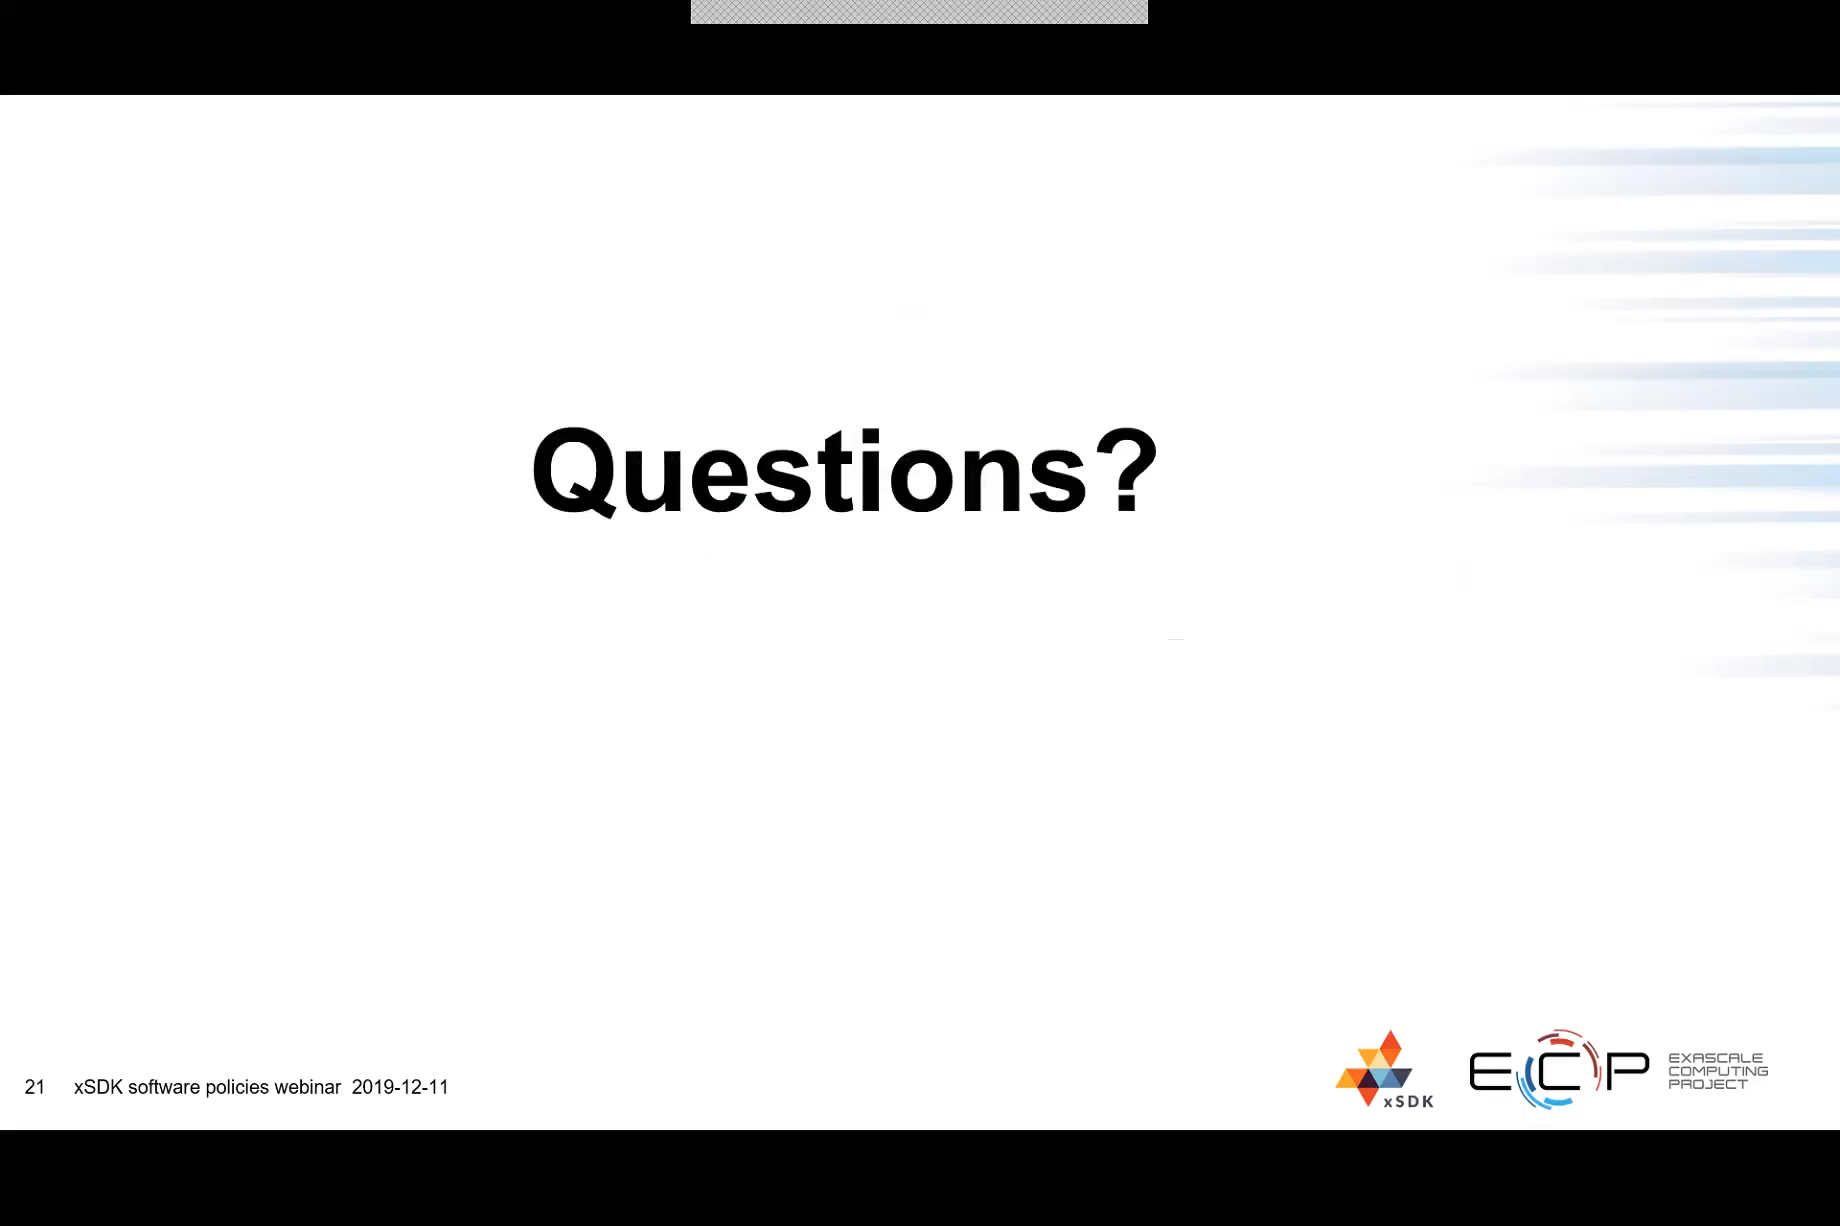 Questions?
21 xSDK software policies webinar 2019-12-11
xSDK
ECP
EXASCALE
COMPUTING
PROJECT